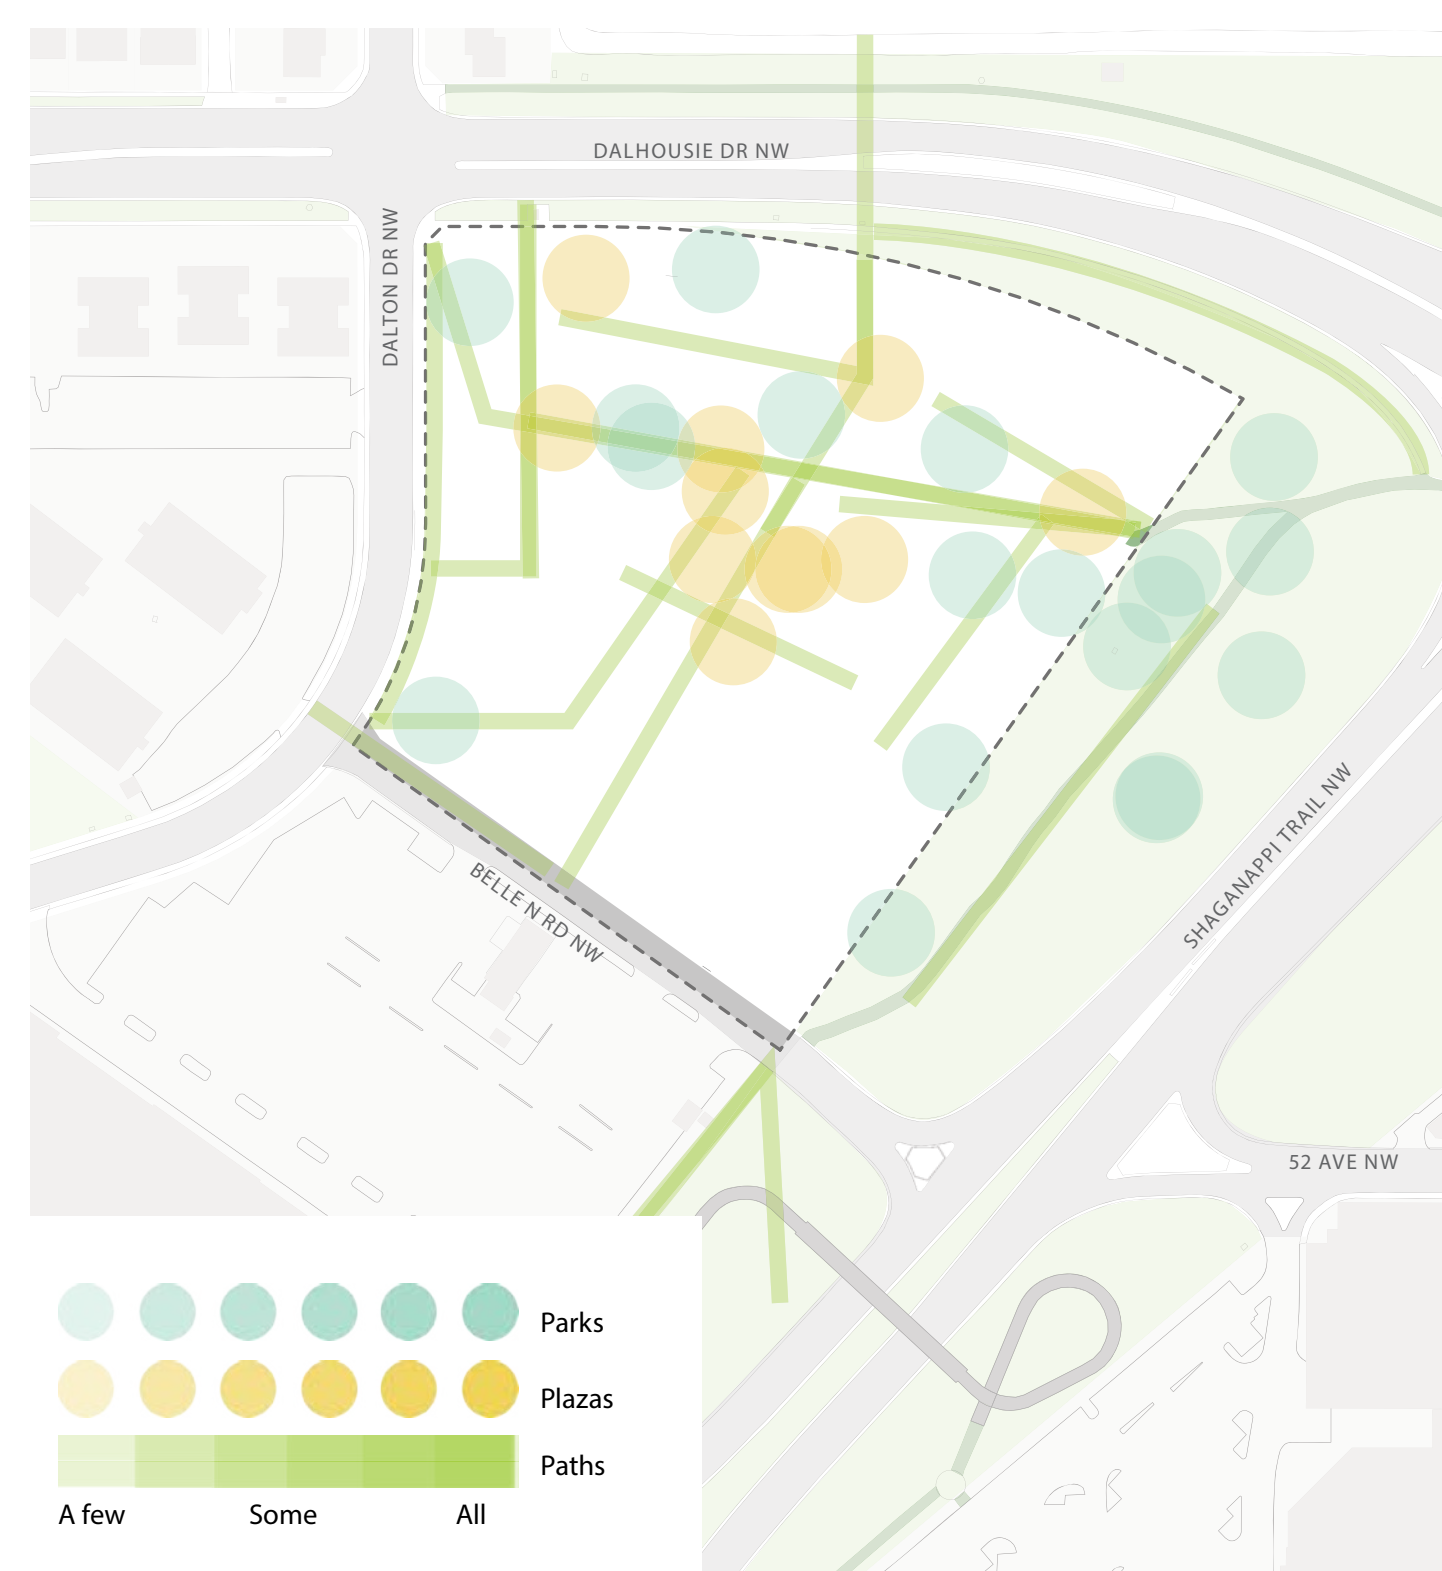 DALHOUSIE DR NW
DALTON DR NW
BELLE N RD NW
SHAGANAPPI TRAIL NW
52 AVE NW
Parks
Plazas
Paths
A few Some All